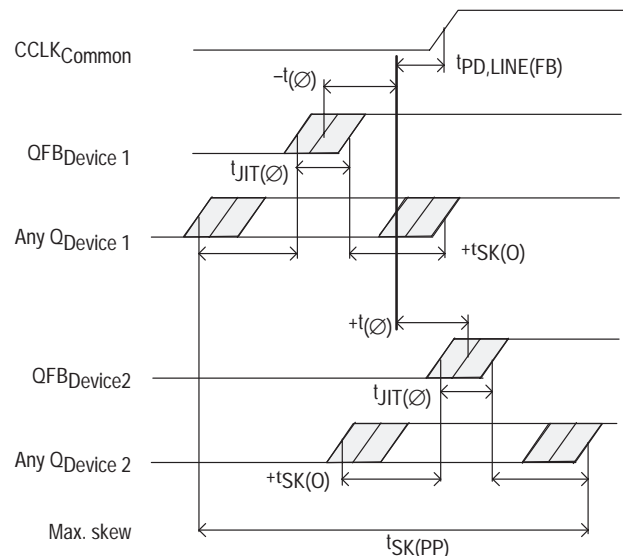 CCLKCommon
tPD,LINE(FB)
–t(∅)
QFBDevice 1
tJIT(∅)
Any QDevice 1
+tSK(O)
+t(∅)
QFBDevice2
tJIT(∅)
Any QDevice 2
+tSK(O)
Max. skew
tSK(PP)